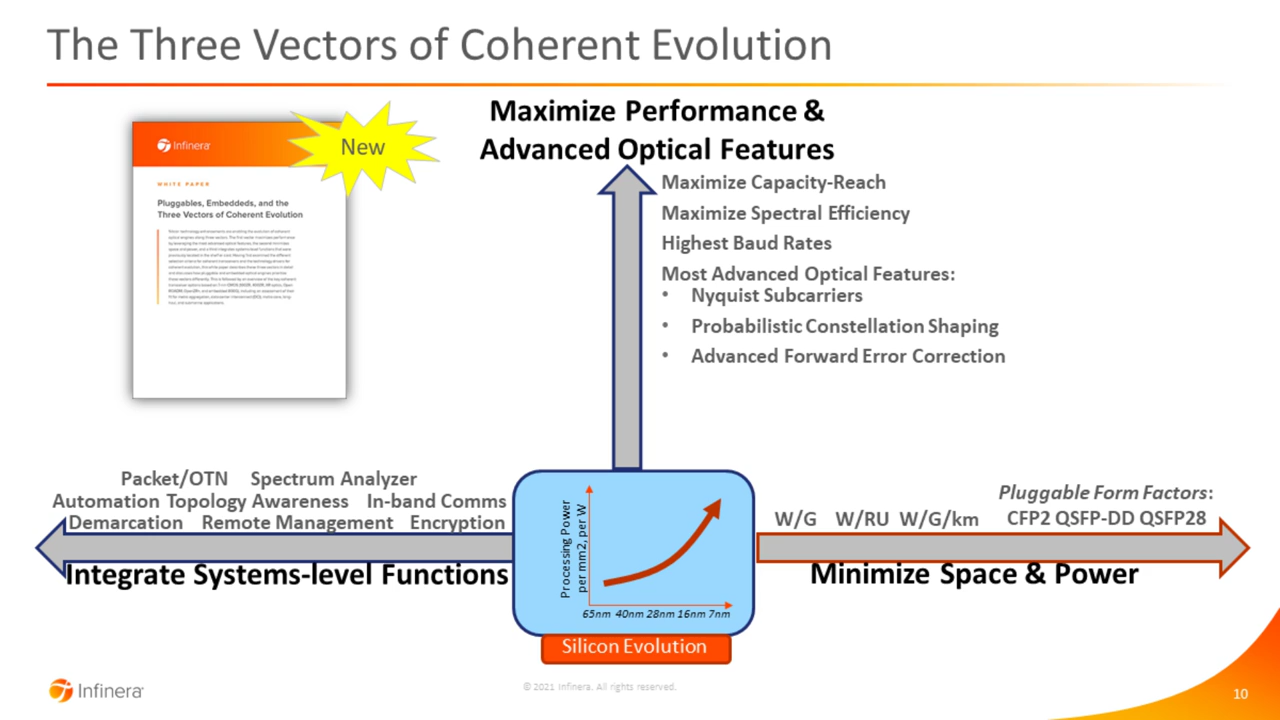 The Three Vectors of Coherent Evolution
Infinera
New
WHITE PAPER
Pluggables, Embeddeds, and the
Three Vectors of Coherent Evolution
Maximize Performance &
Advanced Optical Features
Maximize Capacity-Reach
Maximize Spectral Efficiency
Highest Baud Rates
Most Advanced Optical Features:
• Nyquist Subcarriers
• Probabilistic Constellation Shaping
• Advanced Forward Error Correction
Packet/OTN Spectrum Analyzer
Automation Topology Awareness In-band Comms
Demarcation Remote Management Encryption
Integrate Systems-level Functions
Processing Power
per mm2, per W
65nm 40nm 28nm 16nm 7nm
Silicon Evolution
Pluggable Form Factors:
W/G W/RU W/G/km CFP2 QSFP-DD QSFP28
Minimize Space & Power
Infinera
© 2021 Infinera. All rights reserved.
10